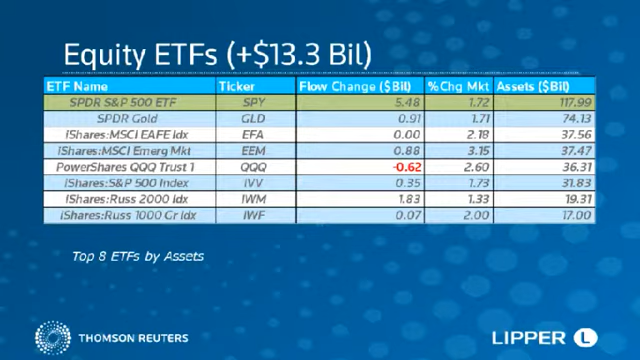 Equity ETFs (+$13.3 Bil)
ETF Name Ticker Flow Change ($Bil) %Chg Mkt Assets ($Bil)
SPDR S&P 500 ETF SPY 5.48 1.72 117.99
SPDR Gold GLD 0.91 1.71 74.13
iShares:MSCI EAFE Idx EFA 0.00 2.18 37.56
iShares:MSCI Emerg Mkt EEM 0.88 3.15 37.47
PowerShares QQQ Trust 1 QQQ -0.62 2.60 36.31
iShares:S&P 500 Index IVV 0.35 1.73 31.83
iShares:Russ 2000 Idx IWM 1.83 1.33 19.31
iShares:Russ 1000 Gr Idx IWF 0.07 2.00 17.00
Top 8 ETFs by Assets
THOMSON REUTERS
LIPPER L